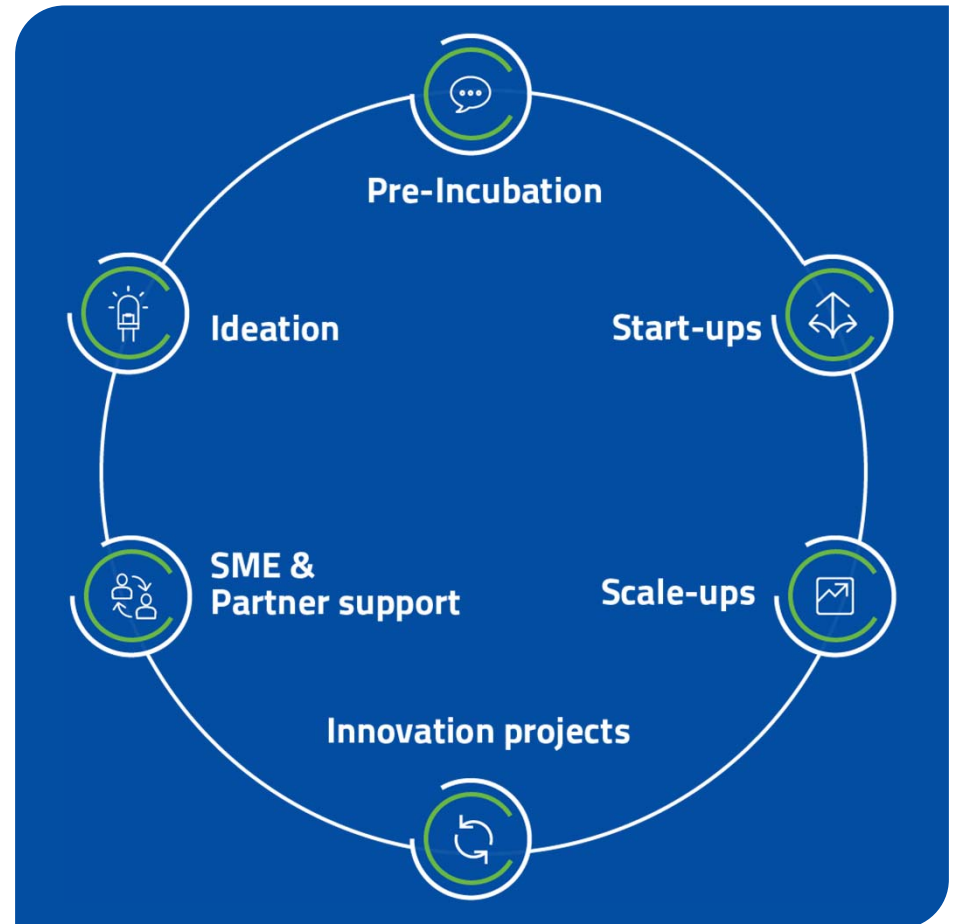 Pre-Incubation
Ideation
Start-ups
SME &
Partner support
Scale-ups
Innovation projects